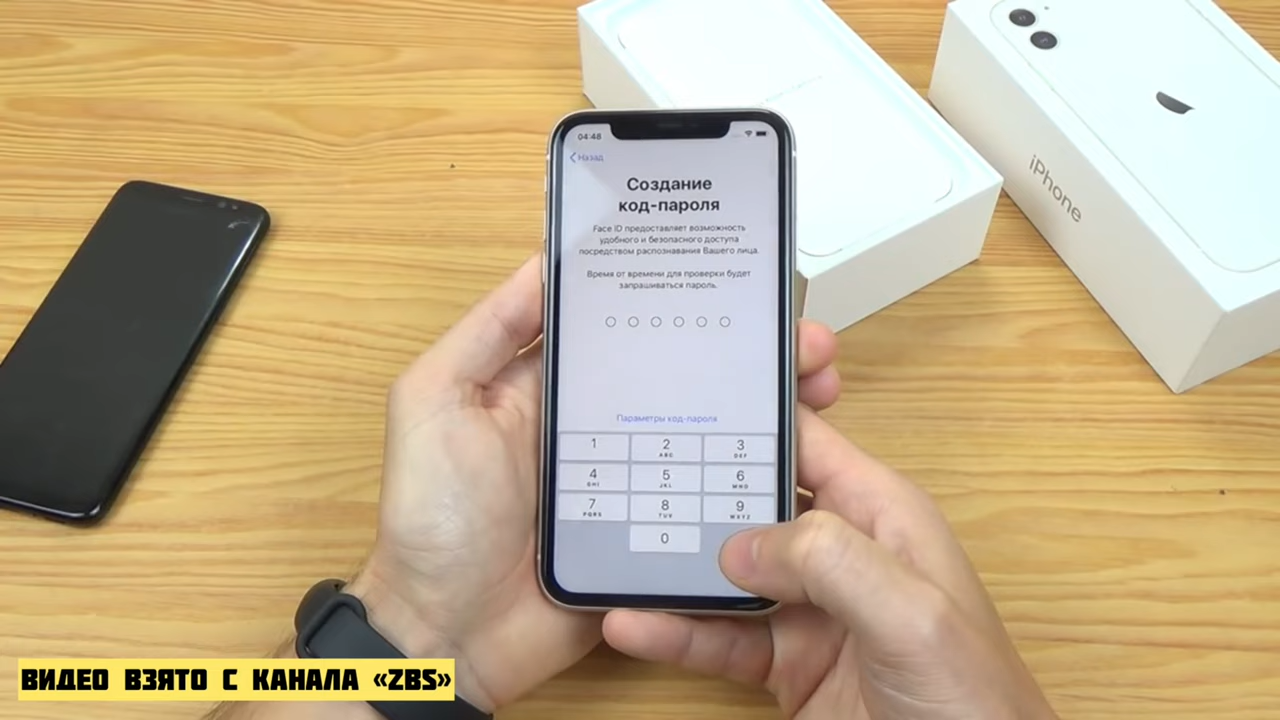 04:48
Назад
Создание
код-пароля
Face ID предоставляет возможность
удобного и безопасного доступа
посредством распознавания Вашего лица.
Время от времени для проверки будет
запрашиваться пароль.
Параметры код-пароля
1 2 3
ABC DEF
4 5 6
GHI JKL MNO
7 8 9
PQRS TUV WXYZ
0
iPhone
ВИДЕО ВЗЯТО С КАНАЛА «ZBS»